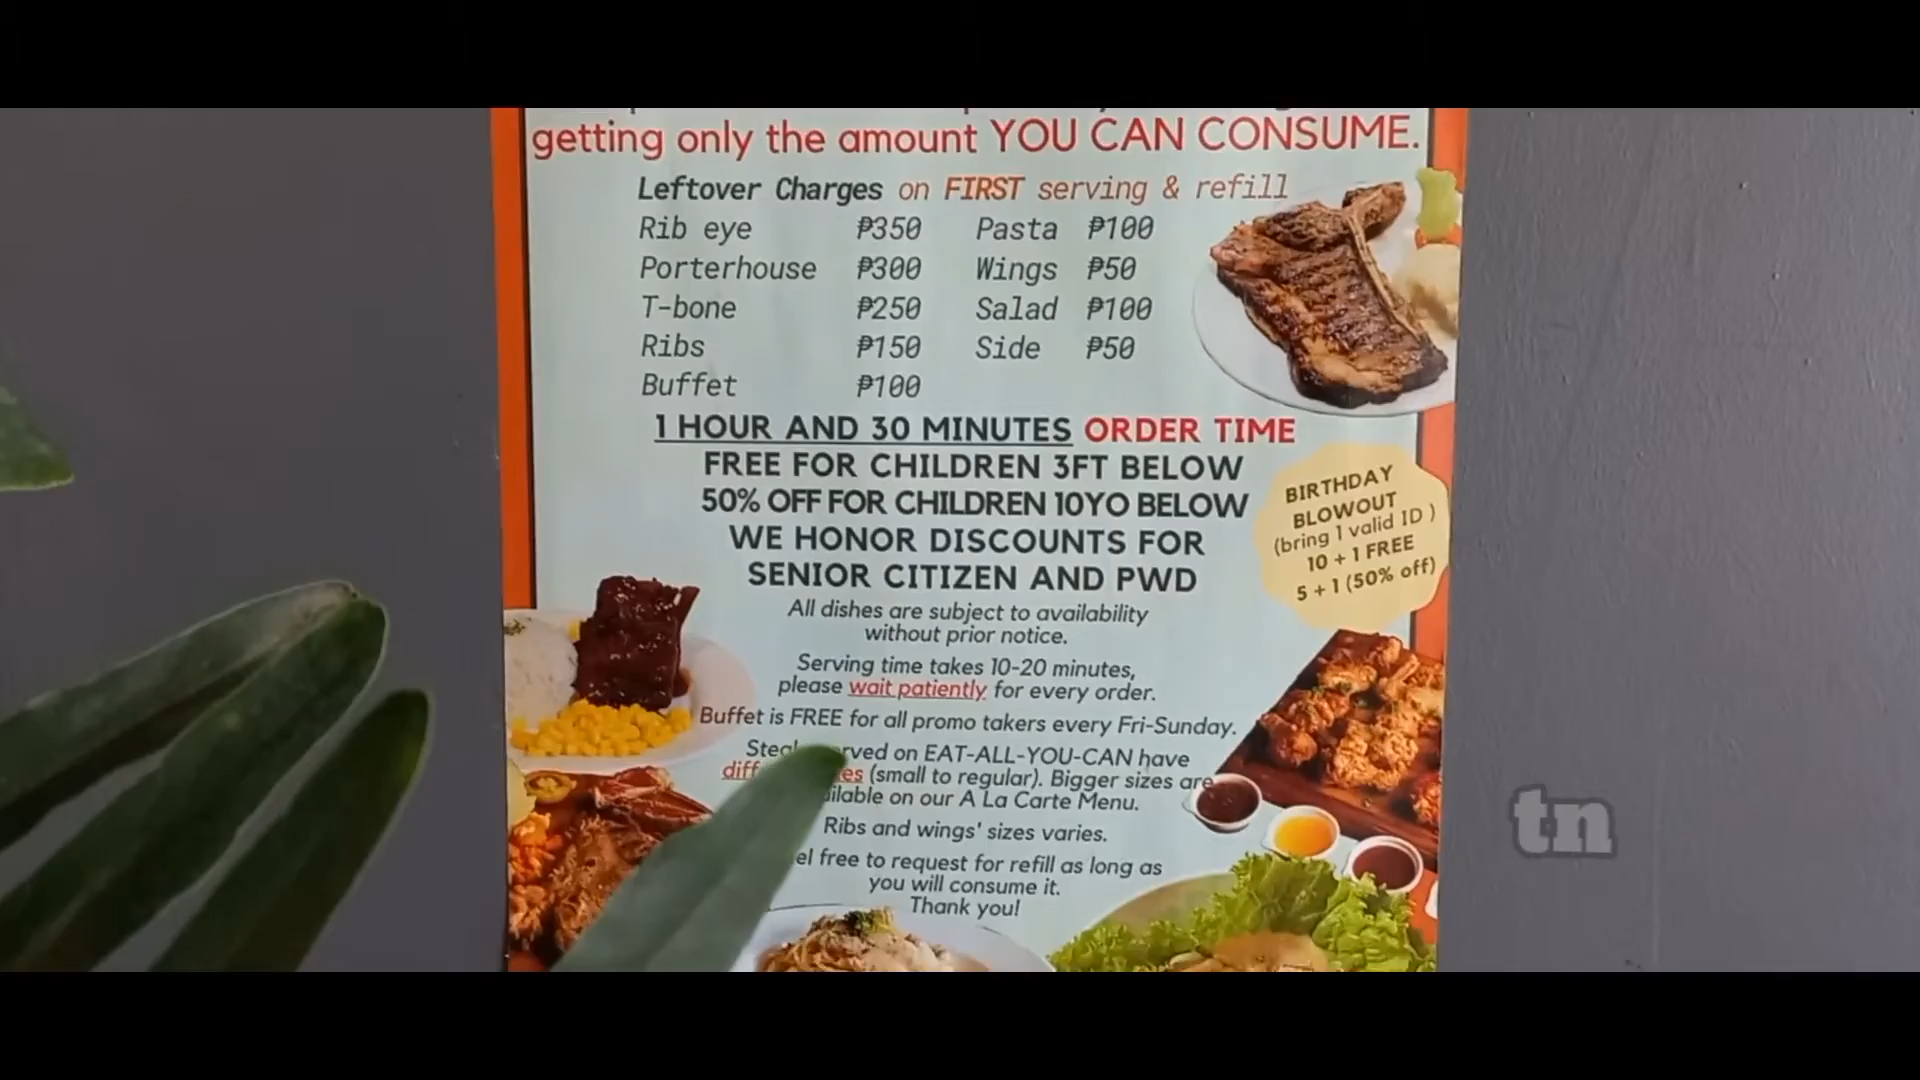 getting only the amount YOU CAN CONSUME.
Leftover Charges on FIRST serving & refill
Rib eye ₱350 Pasta ₱100
Porterhouse ₱300 Wings ₱50
T-bone ₱250 Salad ₱100
Ribs ₱150 Side ₱50
Buffet ₱100
1 HOUR AND 30 MINUTES ORDER TIME
FREE FOR CHILDREN 3FT BELOW
50% OFF FOR CHILDREN 10YO BELOW
WE HONOR DISCOUNTS FOR
SENIOR CITIZEN AND PWD
BIRTHDAY
BLOWOUT
(bring 1 valid ID )
10 + 1 FREE
5 + 1 (50% off)
All dishes are subject to availability
without prior notice.
Serving time takes 10-20 minutes,
please wait patiently for every order.
Buffet is FREE for all promo takers every Fri-Sunday.
on EAT-ALL-YOU-CAN have
(small to regular). Bigger sizes are
on our A La Carte Menu.
Ribs and wings' sizes varies.
free to request for refill as long as
you will consume it.
Thank you!
tn